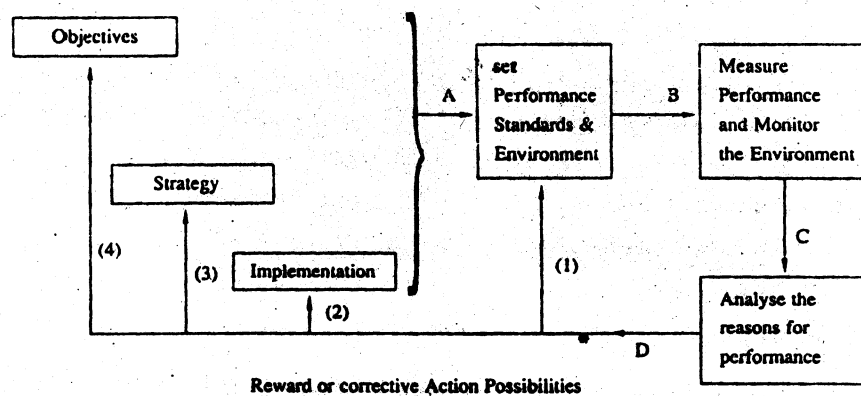 Objectives
Strategy
Implementation
(4)
(3)
(2)
A
set
Performance
Standards &
Environment
B
Measure
Performance
and Monitor
the Environment
C
(1)
Analyse the
reasons for
performance
D
Reward or corrective Action Possibilities